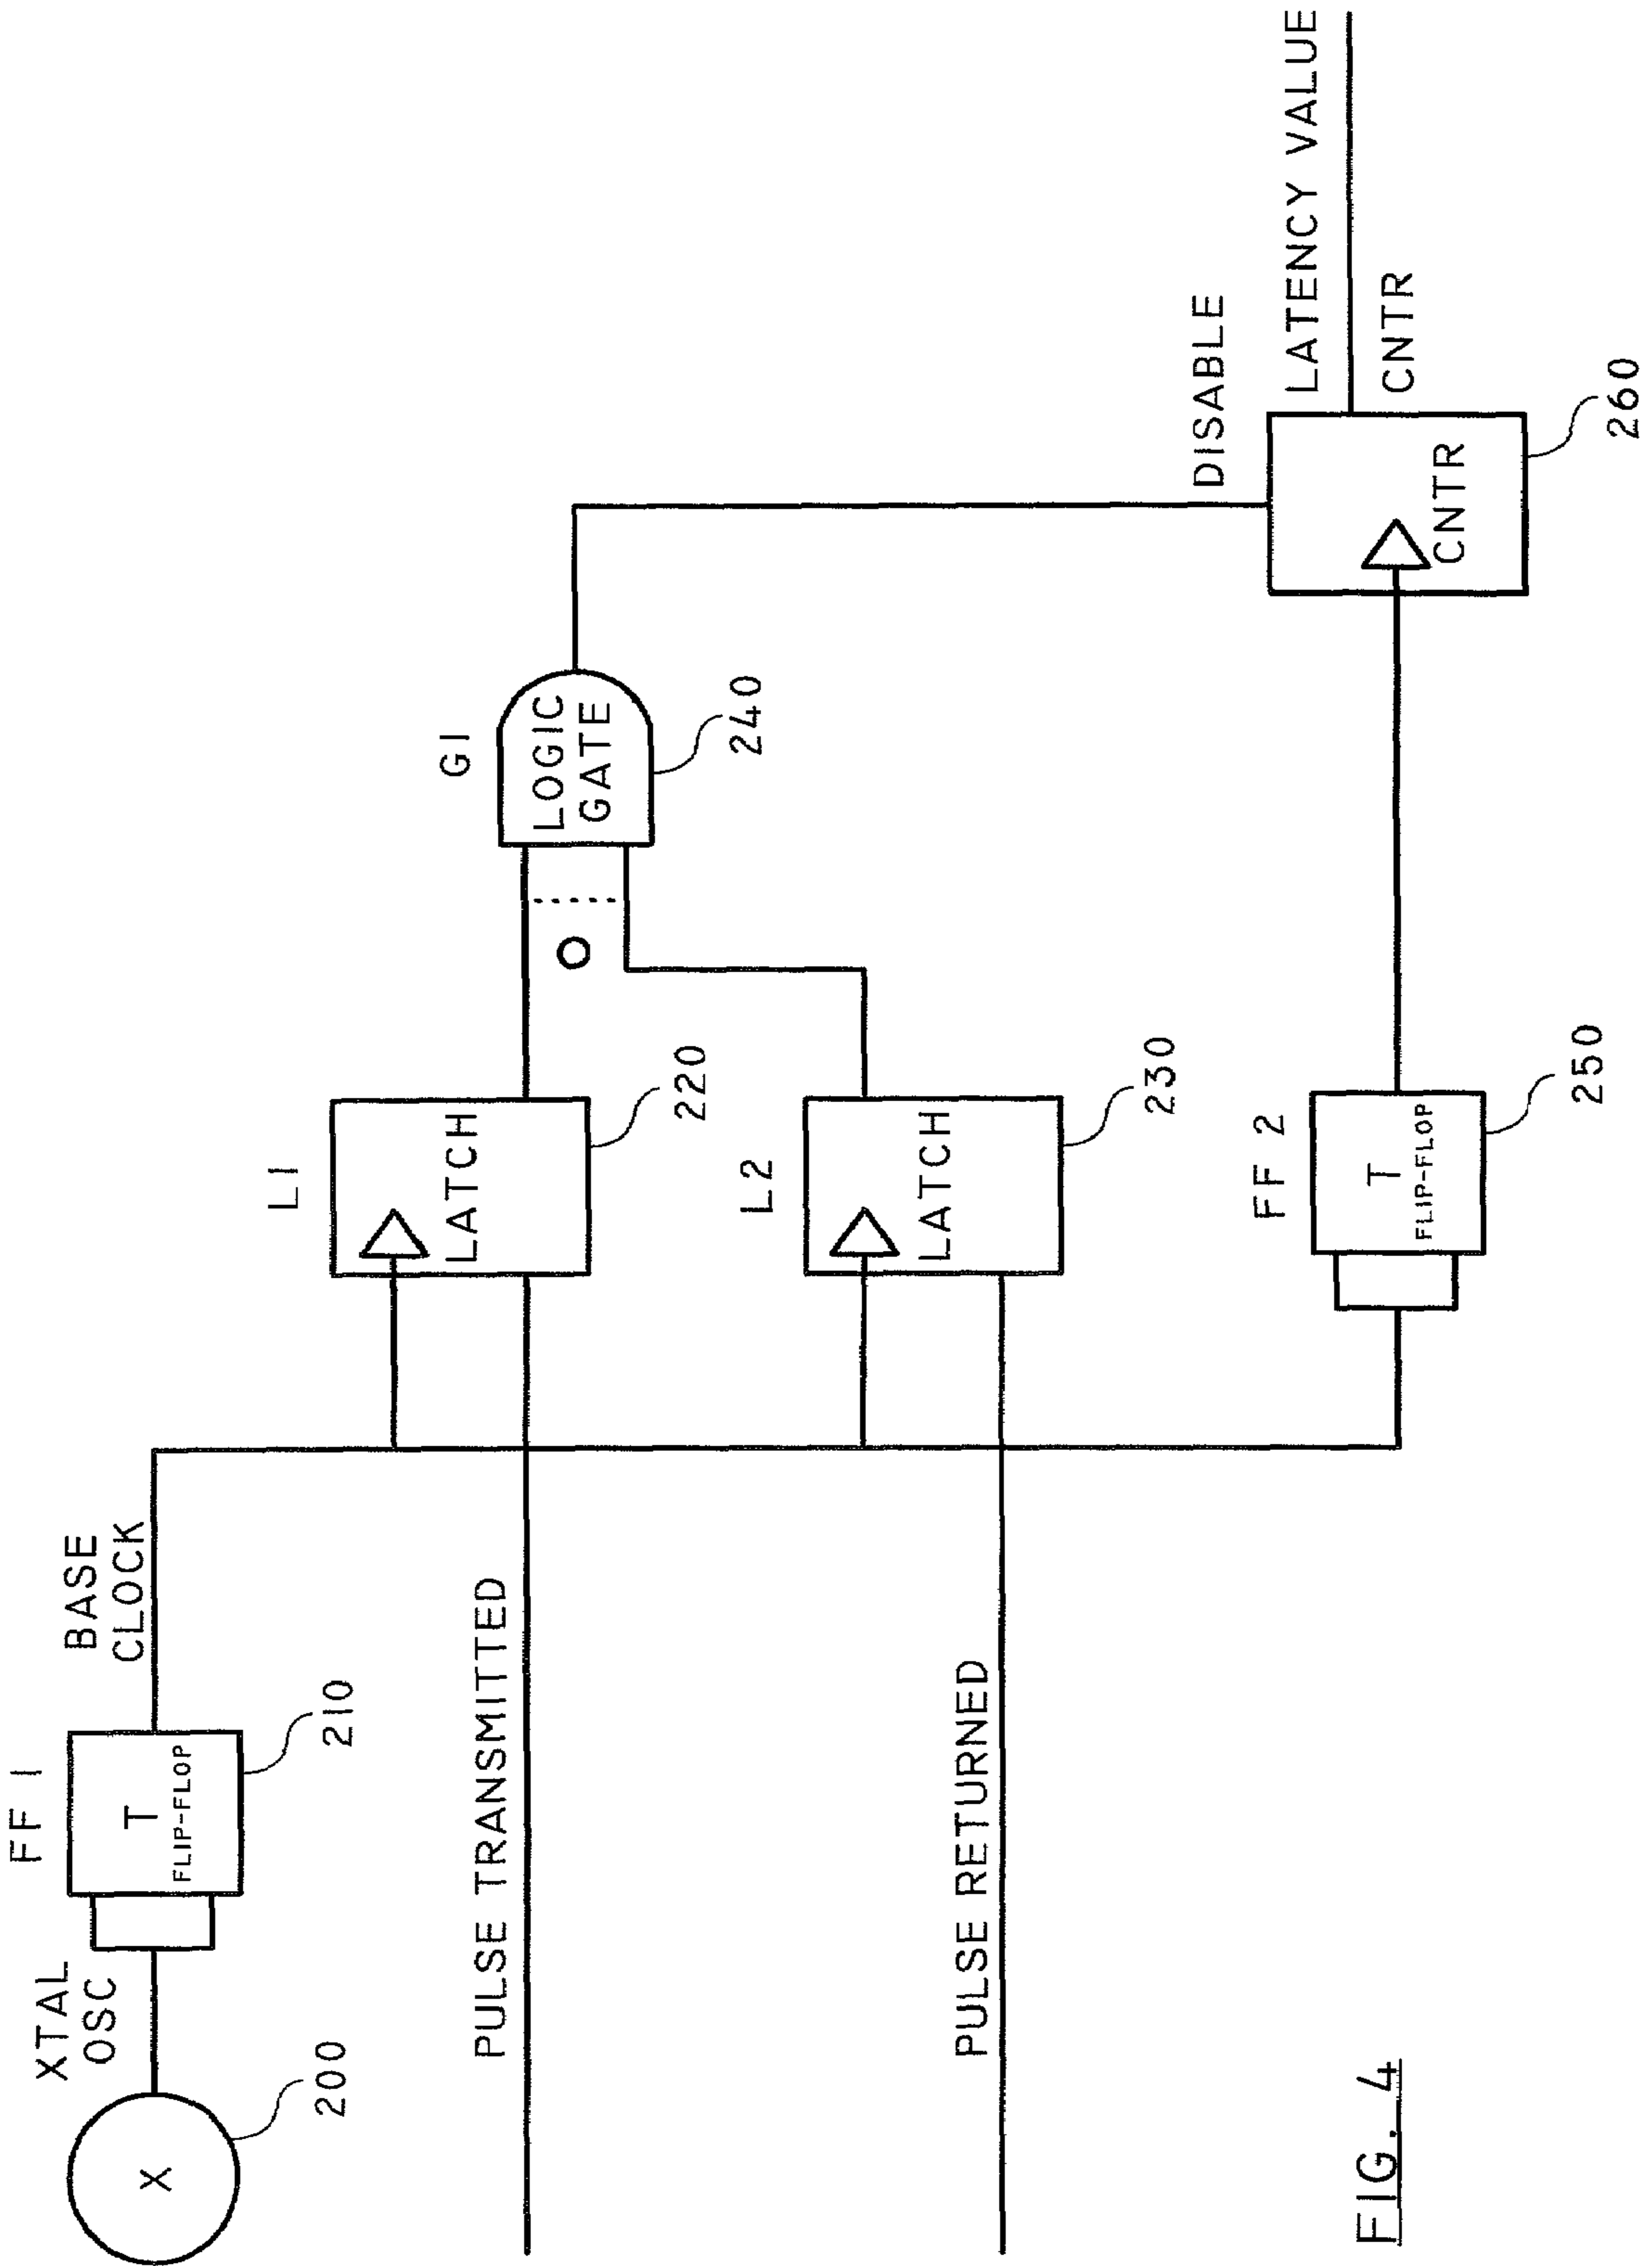 FF 1
XTAL
OSC
X
200
T
FLIP-FLOP
210
BASE
CLOCK
PULSE TRANSMITTED
PULSE RETURNED
L1
LATCH
220
L2
LATCH
230
G1
LOGIC
GATE
240
FF 2
T
FLIP-FLOP
250
DISABLE
CNTR
260
LATENCY VALUE
CNTR
FIG. 4